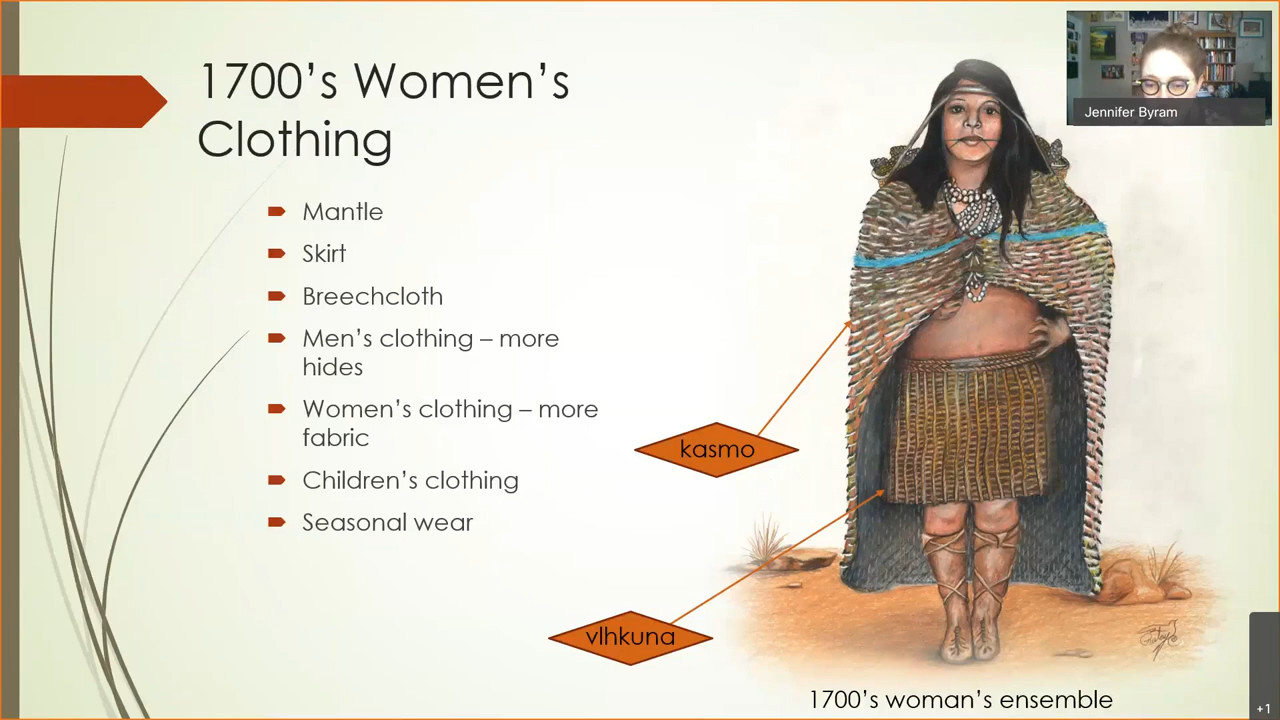 1700's Women's
Clothing
Mantle
Skirt
Breechcloth
Men's clothing – more
hides
Women's clothing – more
fabric
Children's clothing
Seasonal wear
Jennifer Byram
kasmo
vlhkuna
1700's woman's ensemble
+1